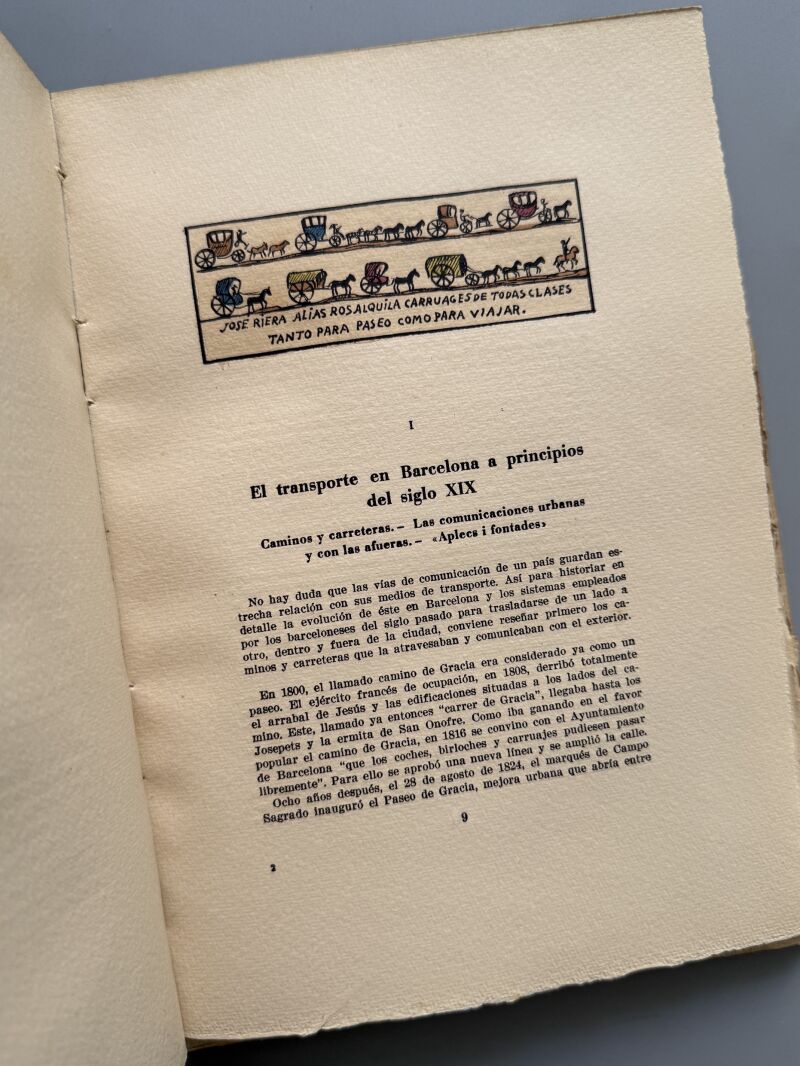 JOSE RIERA ALIAS ROS ALQUILA CARRUAGES DE TODAS CLASES
TANTO PARA PASEO COMO PARA VIAJAR.
I
El transporte en Barcelona a principios
del siglo XIX
Caminos y carreteras. – Las comunicaciones urbanas
y con las afueras. – «Aplecs i fontades»
No hay duda que las vías de comunicación de un país guardan es-
trecha relación con sus medios de transporte. Así para historiar en
detalle la evolución de éste en Barcelona y los sistemas empleados
por los barceloneses del siglo pasado para trasladarse de un lado a
otro, dentro y fuera de la ciudad, conviene reseñar primero los ca-
minos y carreteras que la atravesaban y comunicaban con el exterior.
En 1800, el llamado camino de Gracia era considerado ya como un
paseo. El ejército francés de ocupación, en 1808, derribó totalmente
el arrabal de Jesús y las edificaciones situadas a los lados del ca-
mino. Este, llamado ya entonces "carrer de Gracia", llegaba hasta los
Josepets y la ermita de San Onofre. Como iba ganando en el favor
popular el camino de Gracia, en 1816 se convino con el Ayuntamiento
de Barcelona "que los coches, birloches y carruajes pudiesen pasar
libremente". Para ello se aprobó una nueva línea y se amplió la calle.
Ocho años después, el 28 de agosto de 1824, el marqués de Campo
Sagrado inauguró el Paseo de Gracia, mejora urbana que abría entre
9
2